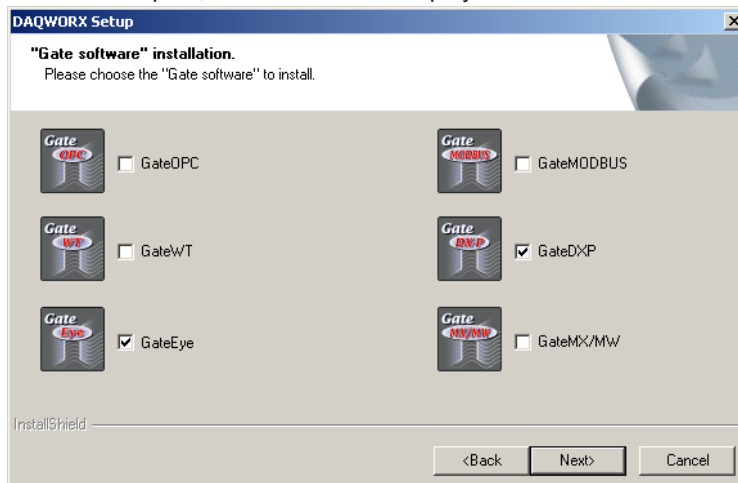 DAQWORX Setup
"Gate software" installation.
Please choose the "Gate software" to install.
Gate
OPC
GateOPC
Gate
MODBUS
GateMODBUS
Gate
WT
GateWT
Gate
DX-P
GateDXP
Gate
Eye
GateEye
Gate
MX/MW
GateMX/MW
InstallShield
<Back
Next>
Cancel